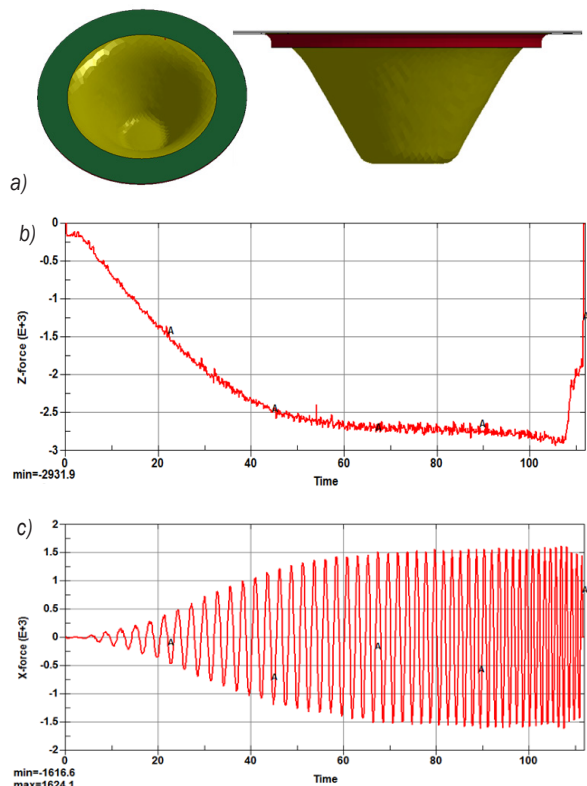 a)
b)
0
-0.5
-1
-1.5
-2
-2.5
-3
Z-force (E+3)
A
A
A
A
A
0 20 40 60 80 100
min=-2931.9
Time
c)
2
1.5
1
0.5
0
-0.5
-1
-1.5
-2
X-force (E+3)
A
A
A
A
A
0 20 40 60 80 100
min=-1616.6
Time
max=1624.1